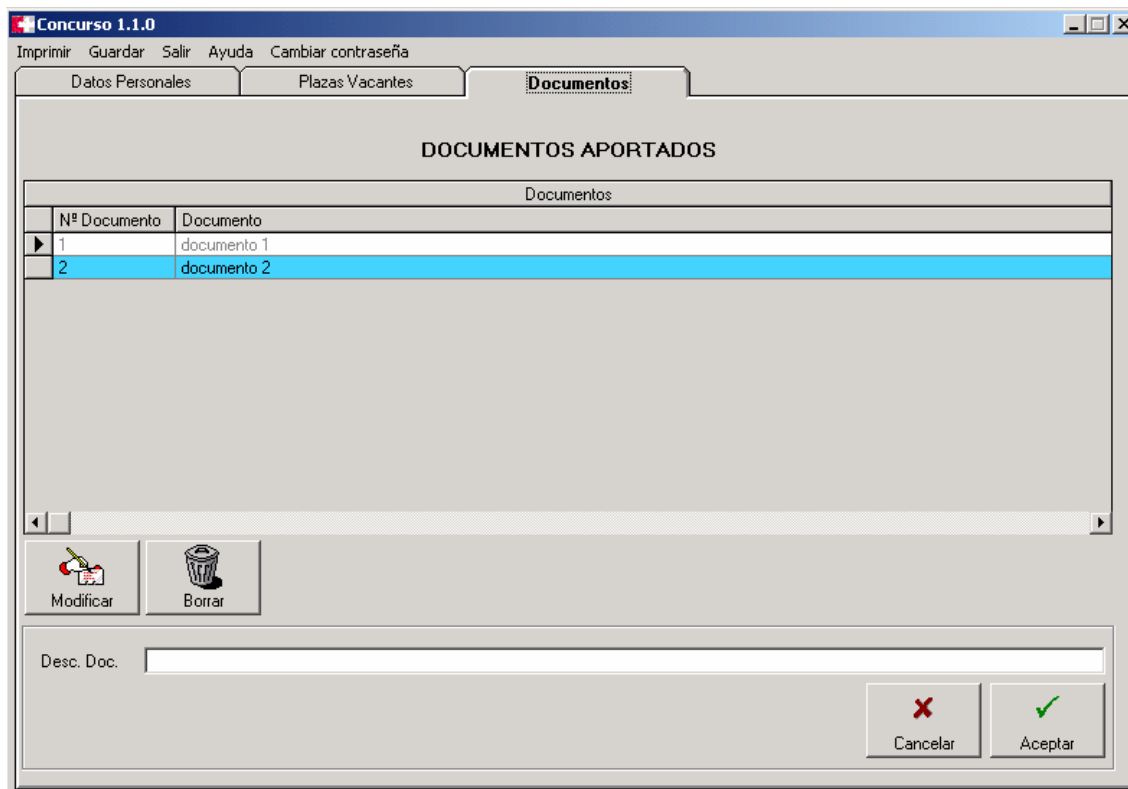 Concurso 1.1.0
Imprimir Guardar Salir Ayuda Cambiar contraseña
Datos Personales Plazas Vacantes Documentos
DOCUMENTOS APORTADOS
Documentos
Nº Documento Documento
1 documento 1
2 documento 2
Modificar Borrar
Desc. Doc.
Cancelar Aceptar